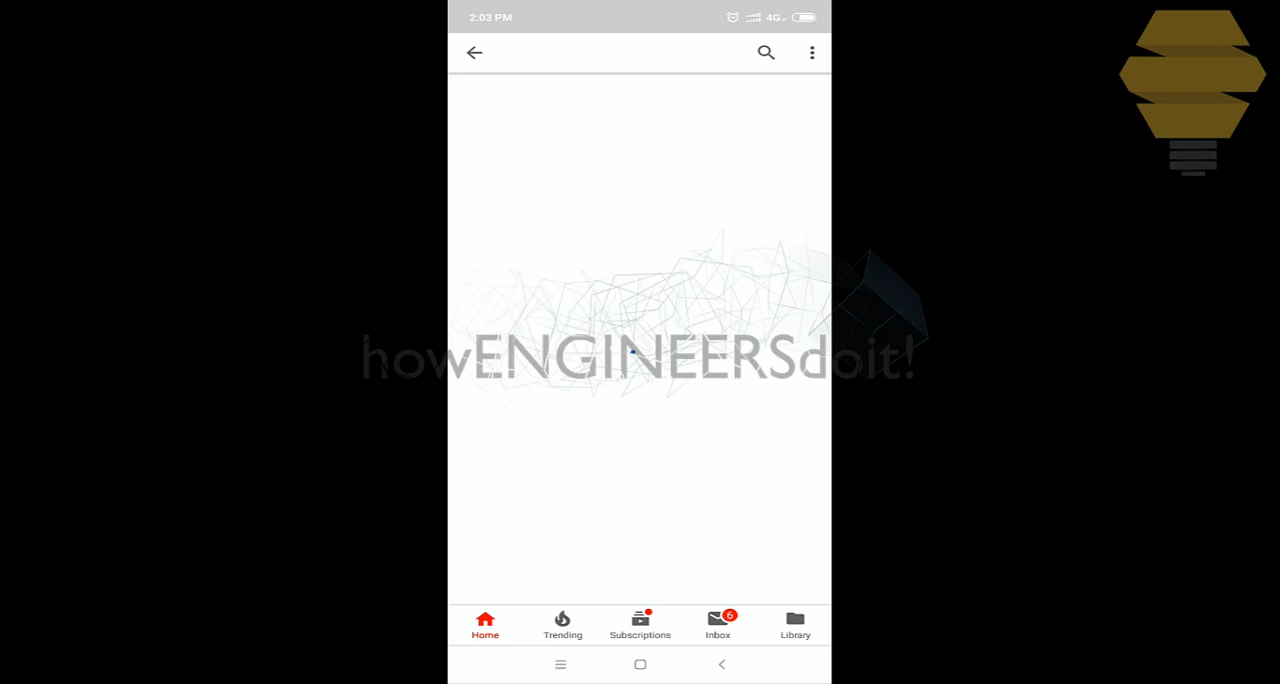 2:03 PM
4G
howENGINEERSdoit!
Home
Trending
Subscriptions
6
Inbox
Library